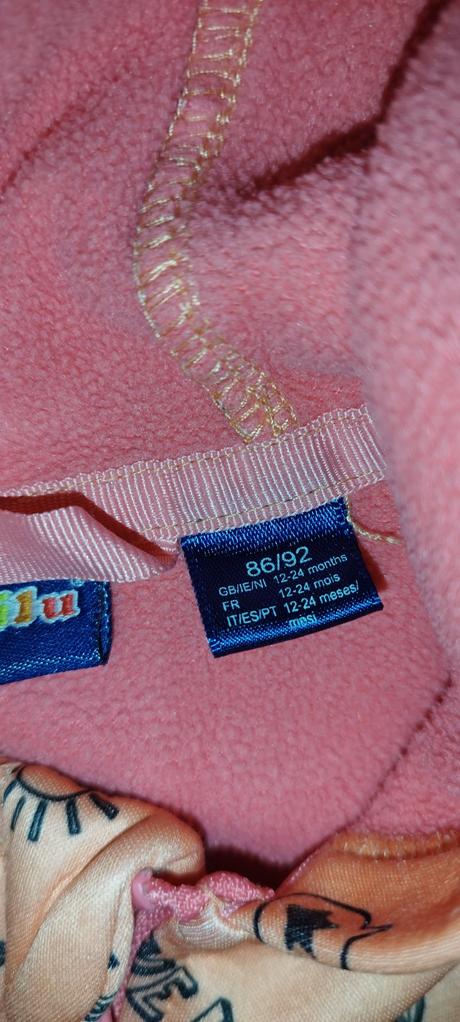 ilu
86/92
GB/IE/NI 12-24 months
FR 12-24 mois
IT/ES/PT 12-24 meses/
mesi